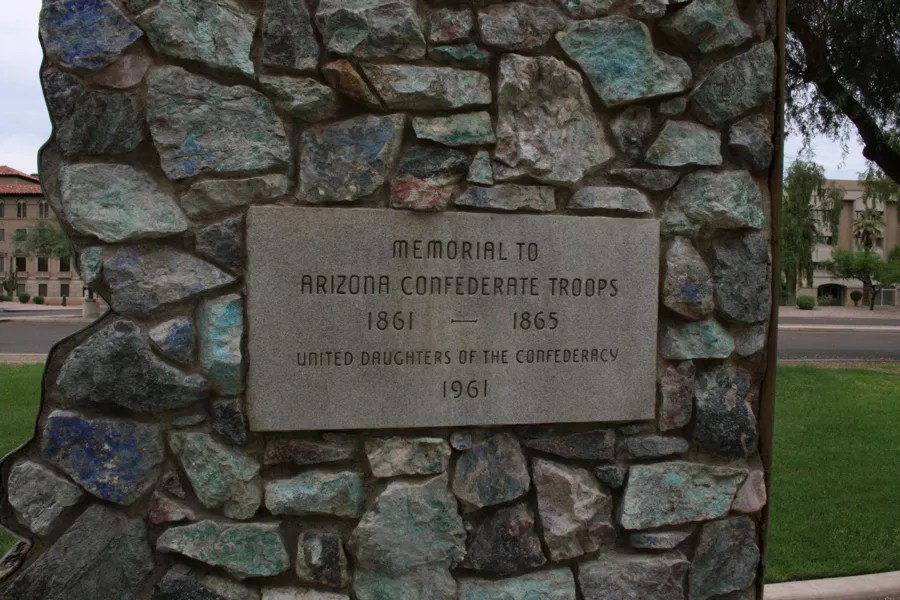 MEMORIAL TO
ARIZONA CONFEDERATE TROOPS
1861 — 1865
UNITED DAUGHTERS OF THE CONFEDERACY
1961